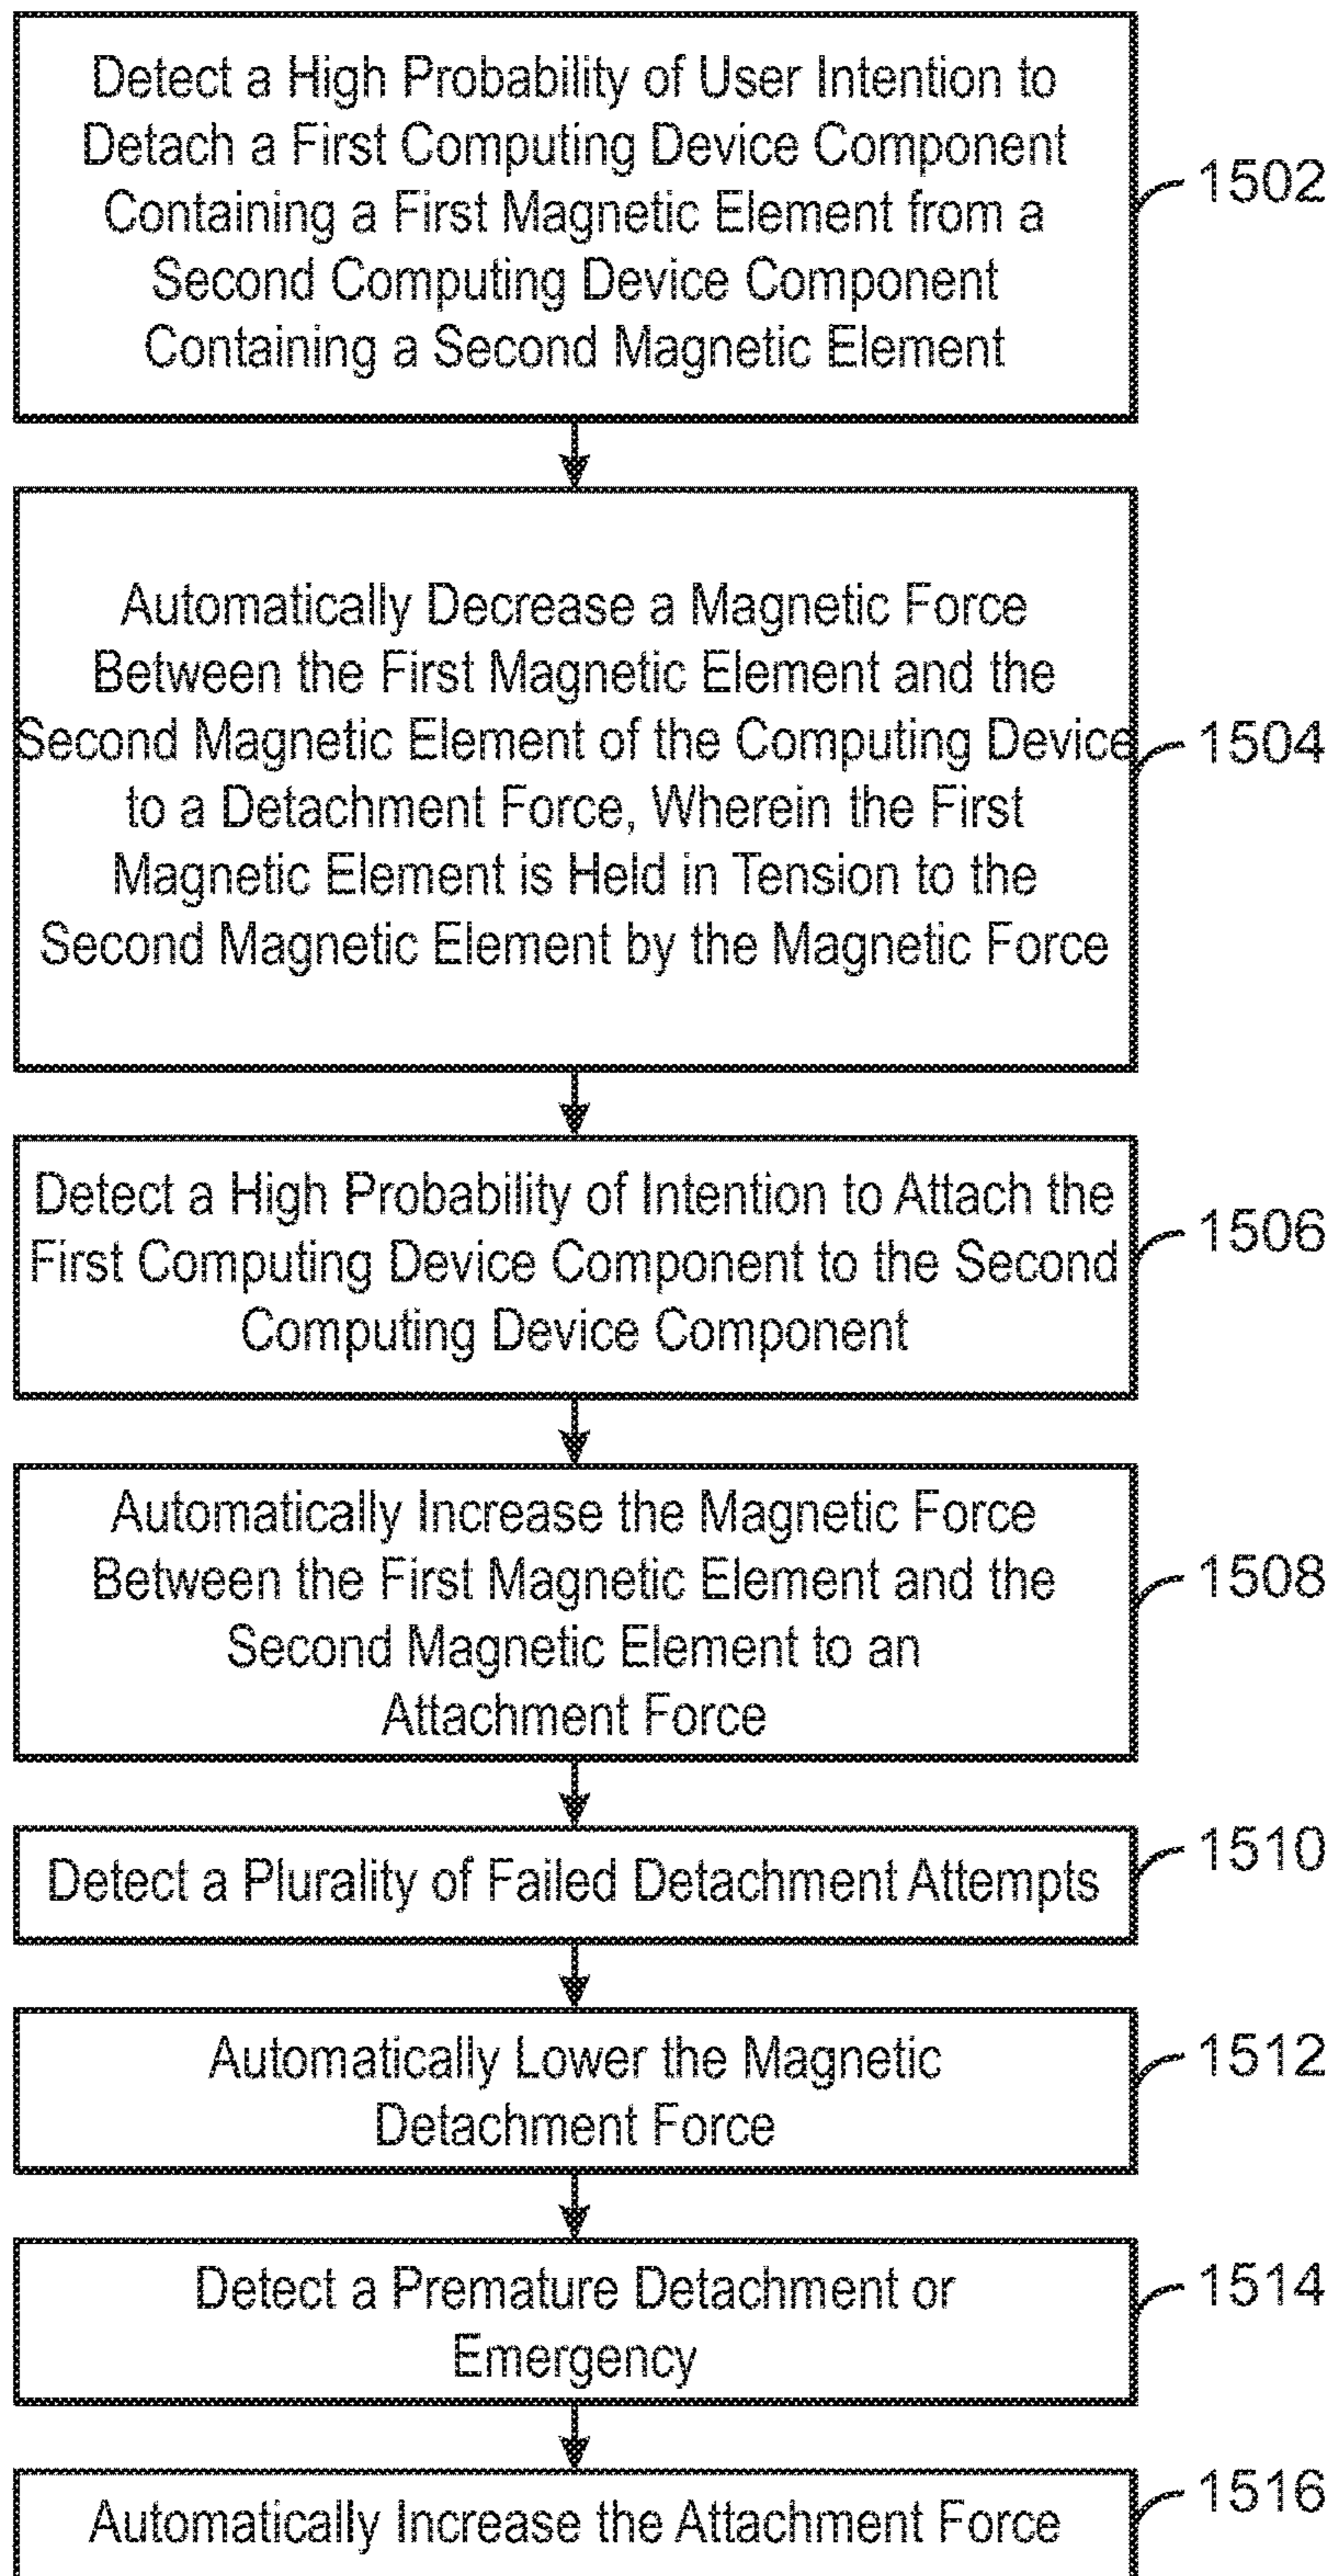 Detect a High Probability of User Intention to
Detach a First Computing Device Component
Containing a First Magnetic Element from a
Second Computing Device Component
Containing a Second Magnetic Element
1502
Automatically Decrease a Magnetic Force
Between the First Magnetic Element and the
Second Magnetic Element of the Computing Device
to a Detachment Force, Wherein the First
Magnetic Element is Held in Tension to the
Second Magnetic Element by the Magnetic Force
1504
Detect a High Probability of Intention to Attach the
First Computing Device Component to the Second
Computing Device Component
1506
Automatically Increase the Magnetic Force
Between the First Magnetic Element and the
Second Magnetic Element to an
Attachment Force
1508
Detect a Plurality of Failed Detachment Attempts
1510
Automatically Lower the Magnetic
Detachment Force
1512
Detect a Premature Detachment or
Emergency
1514
Automatically Increase the Attachment Force
1516